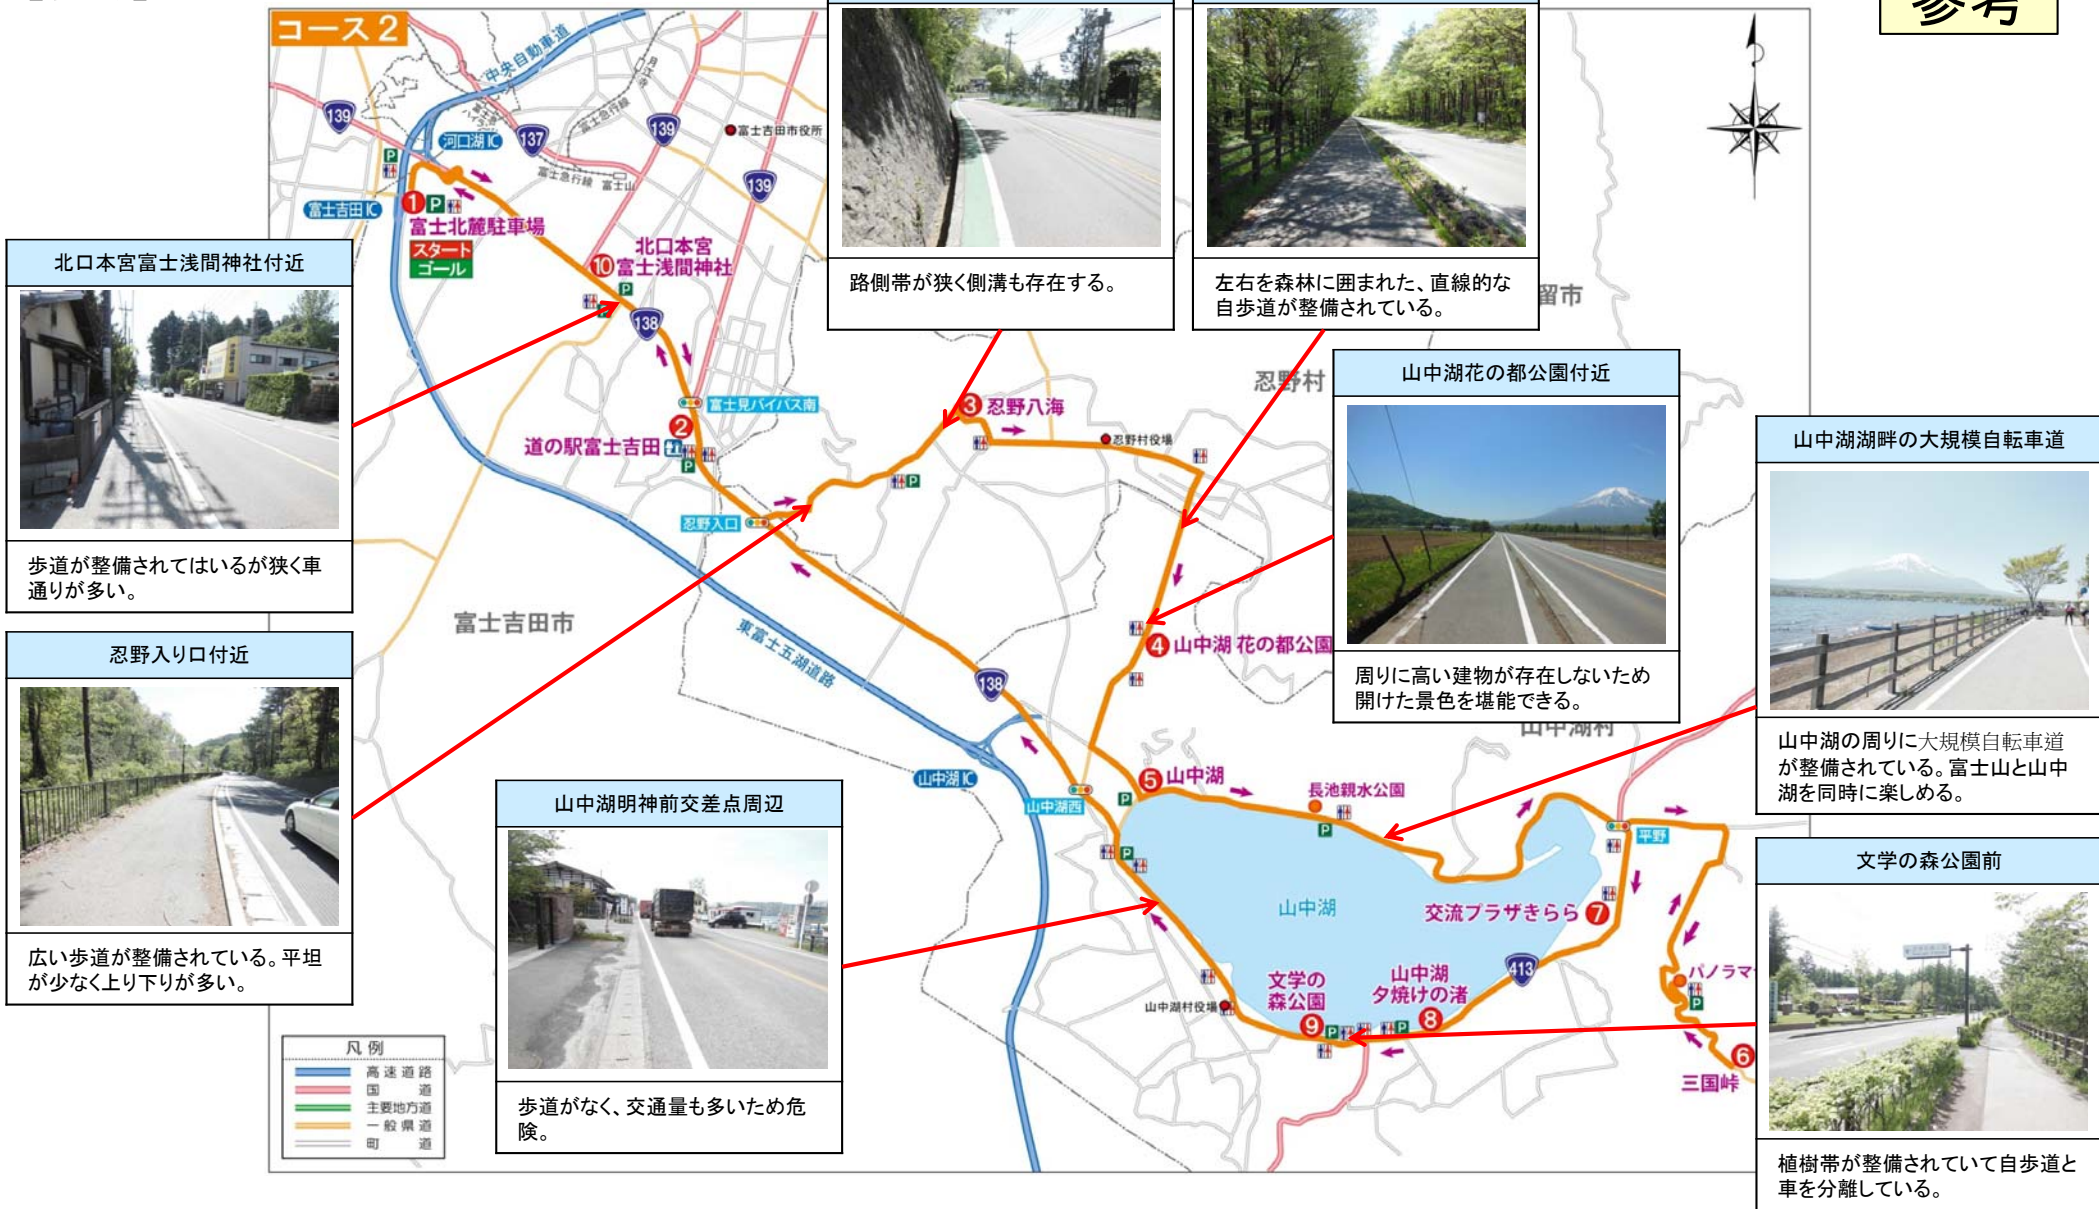 参考
コース2
中央自動車道
月江寺
富士急行線
139
河口湖IC
137
139
富士吉田市役所
富士急行線 富士山
139
富士吉田IC
1
P
富士北麓駐車場
スタート
ゴール
北口本宮
10 富士浅間神社
P
138
富士見バイパス南
2
道の駅富士吉田
P
忍野入口
富士吉田市
東富士五湖道路
138
山中湖IC
山中湖西
3 忍野八海
忍野村
忍野村役場
P
4 山中湖 花の都公園
5 山中湖
P
長池親水公園
P
山中湖村
留市
平野
山中湖
交流プラザきらら 7
413
山中湖
夕焼けの渚
8
P
文学の
森公園
9 P
山中湖村役場
P
パノラマ
P
6
三国峠
路側帯が狭く側溝も存在する。
左右を森林に囲まれた、直線的な
自歩道が整備されている。
北口本宮富士浅間神社付近
歩道が整備されてはいるが狭く車
通りが多い。
忍野入り口付近
広い歩道が整備されている。平坦
が少なく上り下りが多い。
山中湖明神前交差点周辺
歩道がなく、交通量も多いため危
険。
山中湖花の都公園付近
周りに高い建物が存在しないため
開けた景色を堪能できる。
山中湖湖畔の大規模自転車道
山中湖の周りに大規模自転車道
が整備されている。富士山と山中
湖を同時に楽しめる。
文学の森公園前
植樹帯が整備されていて自歩道と
車を分離している。
凡例
高速道路
国道
主要地方道
一般県道
町道